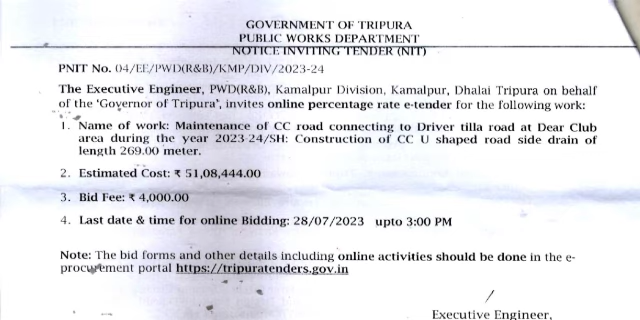 GOVERNMENT OF TRIPURA
PUBLIC WORKS DEPARTMENT
NOTICE INVITING TENDER (NIT)
PNIT No. 04/EE/PWD(R&B)/KMP/DIV/2023-24
The Executive Engineer, PWD(R&B), Kamalpur Division, Kamalpur, Dhalai Tripura on behalf
of the 'Governor of Tripura', invites online percentage rate e-tender for the following work:
1. Name of work: Maintenance of CC road connecting to Driver tilla road at Dear Club
area during the year 2023-24/SH: Construction of CC U shaped road side drain of
length 269.00 meter.
2. Estimated Cost: ₹ 51,08,444.00
3. Bid Fee: ₹ 4,000.00
4. Last date & time for online Bidding: 28/07/2023 upto 3:00 PM
Note: The bid forms and other details including online activities should be done in the e-
procurement portal https://tripuratenders.gov.in
Executive Engineer,